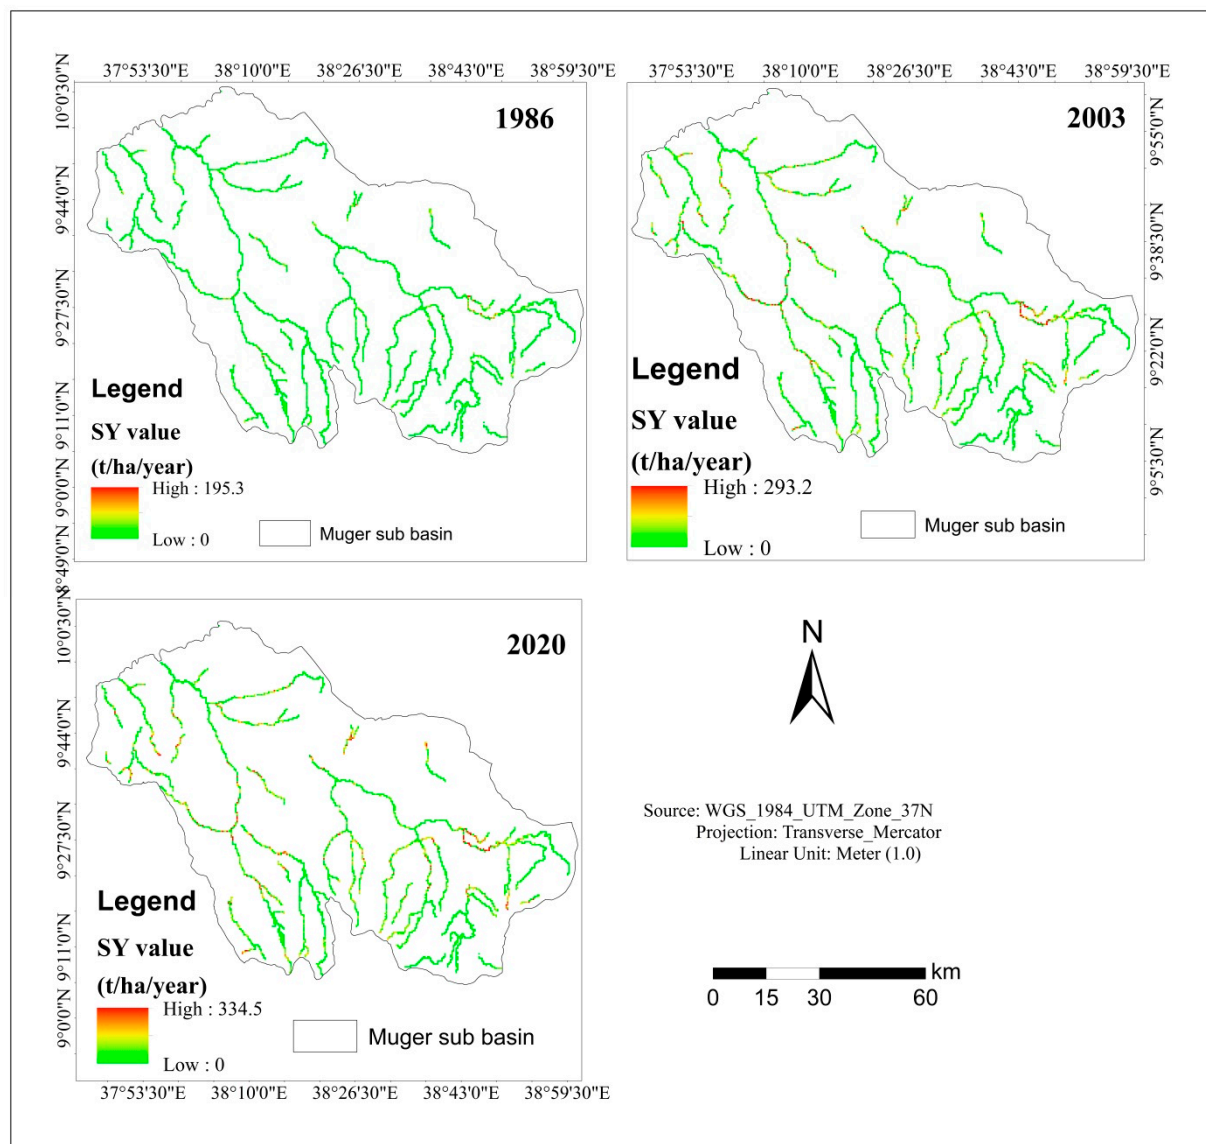 37°53'30"E 38°10'0"E 38°26'30"E 38°43'0"E 38°59'30"E
10°0'30"N
9°44'0"N
9°27'30"N
9°11'0"N
9°0'0"N
8°49'0"N
1986
Legend
SY value
(t/ha/year)
High : 195.3
Low : 0
Muger sub basin
37°53'30"E 38°10'0"E 38°26'30"E 38°43'0"E 38°59'30"E
9°55'0"N
9°38'30"N
9°22'0"N
9°5'30"N
2003
Legend
SY value
(t/ha/year)
High : 293.2
Low : 0
Muger sub basin
10°0'30"N
9°44'0"N
9°27'30"N
9°11'0"N
9°0'0"N
2020
Legend
SY value
(t/ha/year)
High : 334.5
Low : 0
Muger sub basin
37°53'30"E 38°10'0"E 38°26'30"E 38°43'0"E 38°59'30"E
N
Source: WGS_1984_UTM_Zone_37N
Projection: Transverse_Mercator
Linear Unit: Meter (1.0)
km
0 15 30 60